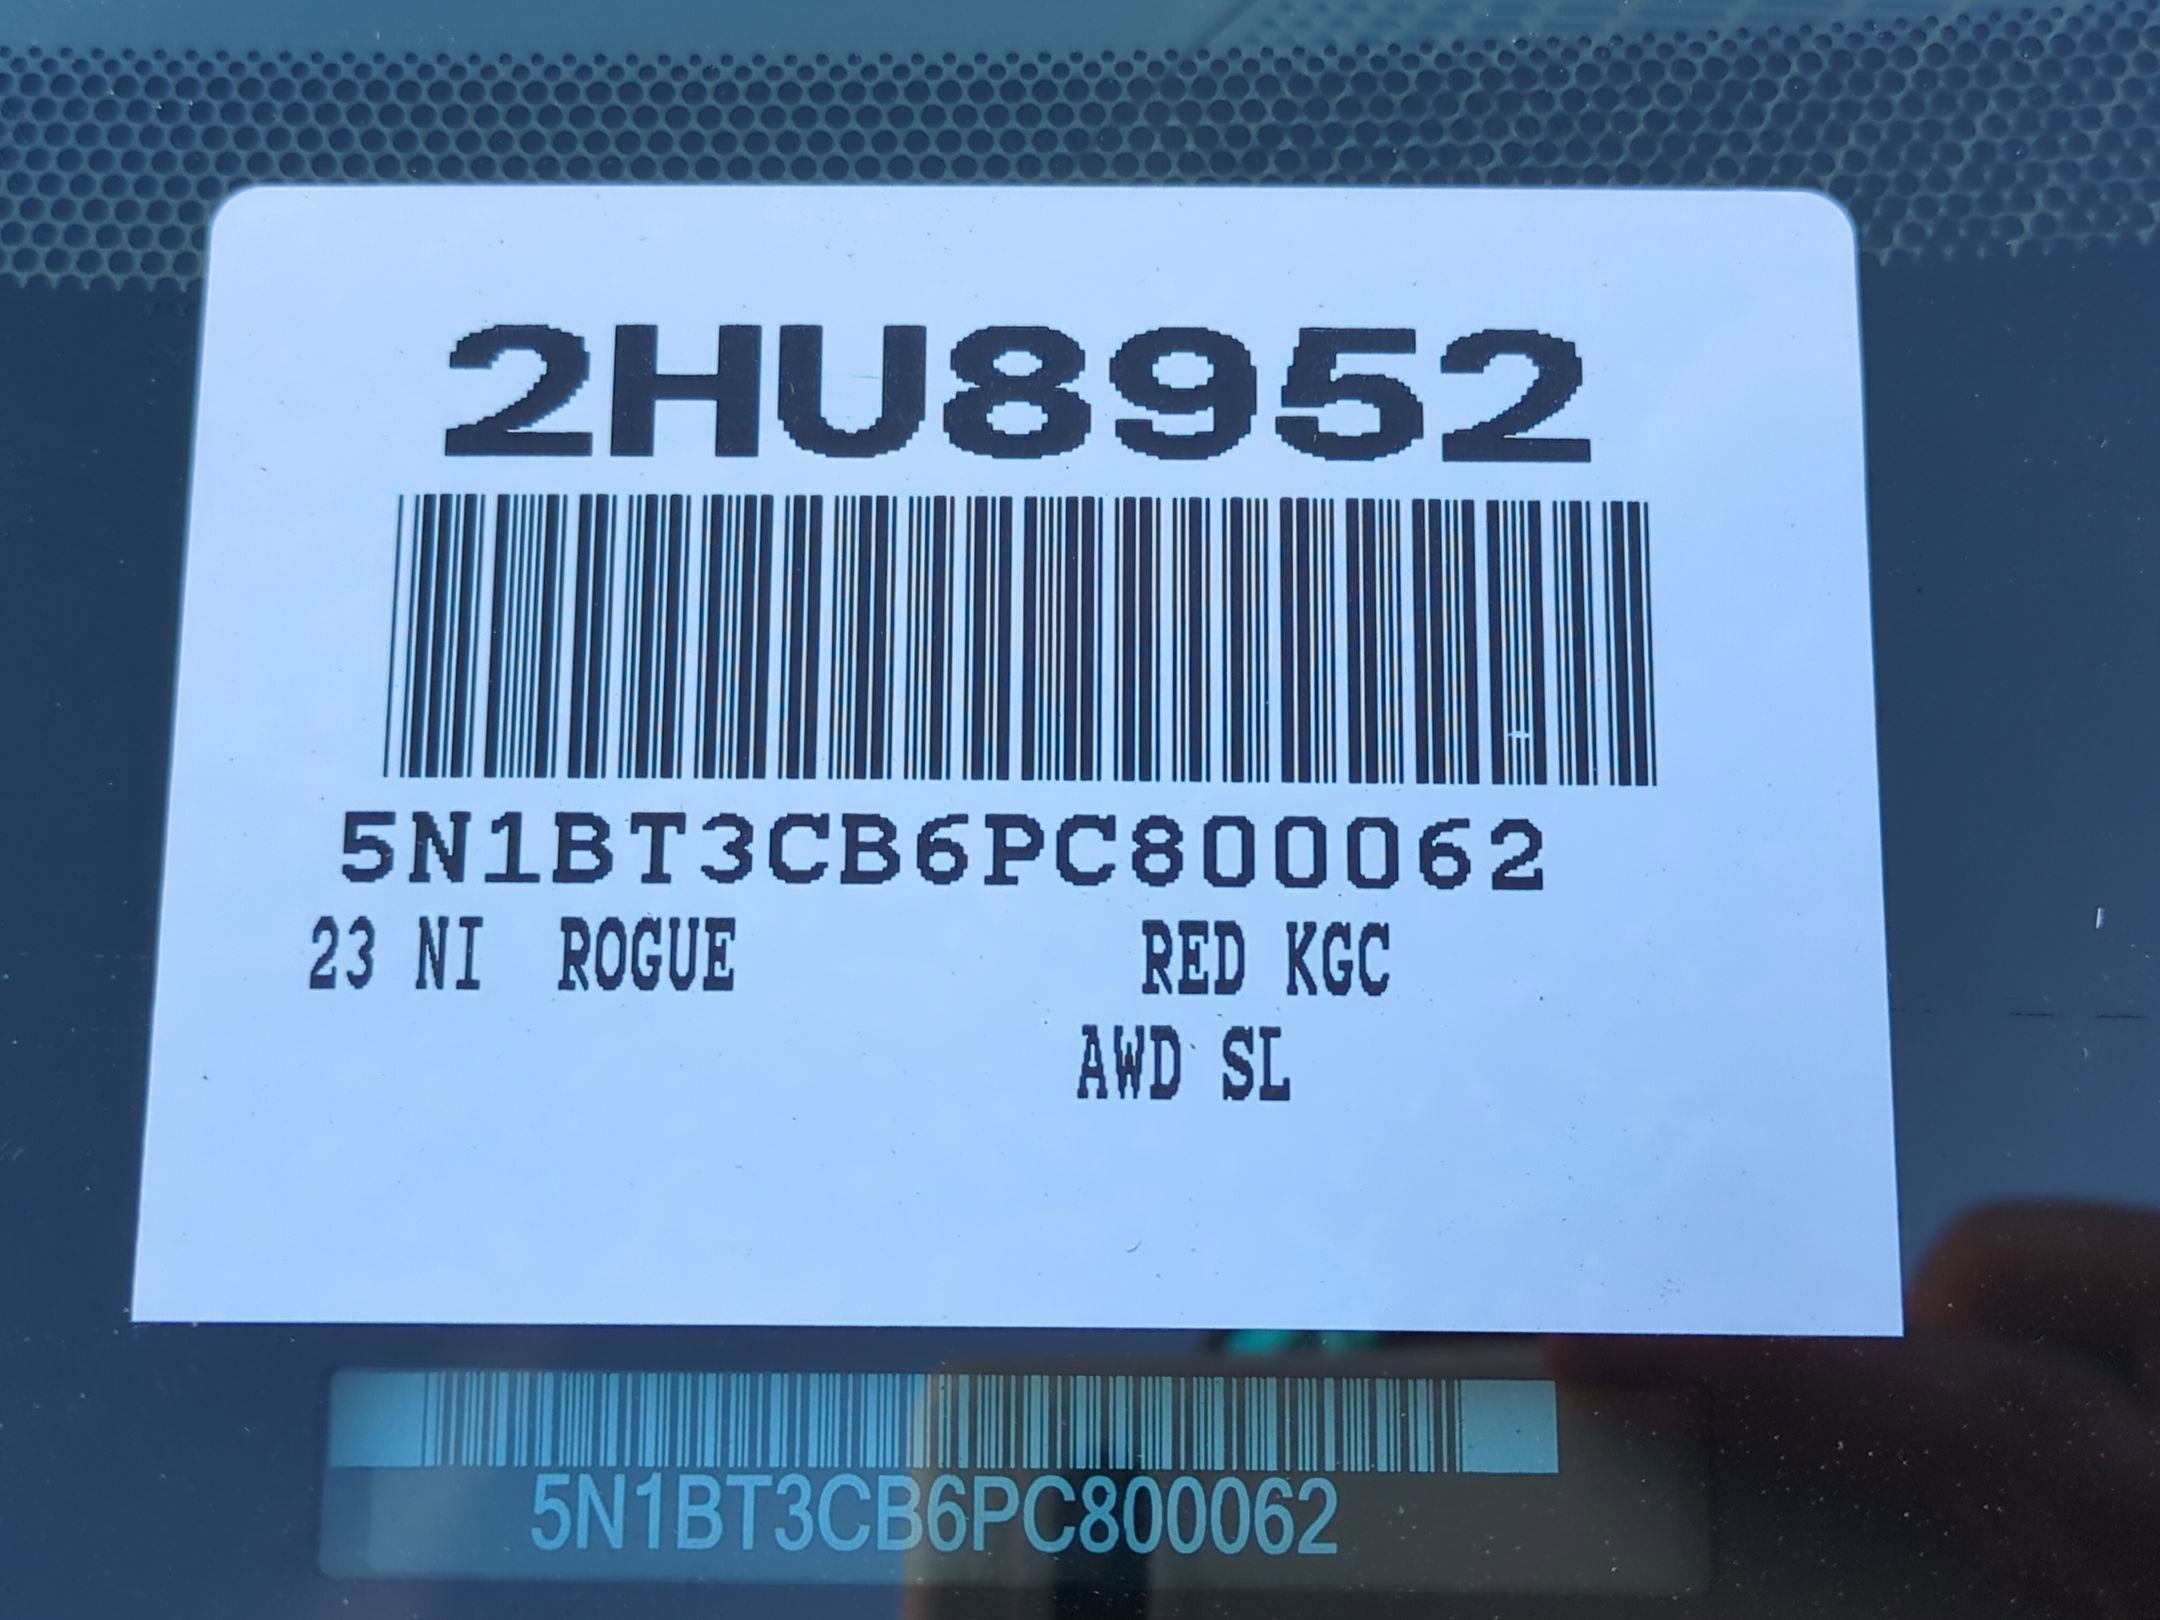 2HU8952
5N1BT3CB6PC800062
23 NI ROGUE RED KGC
AWD SL
5N1BT3CB6PC800062